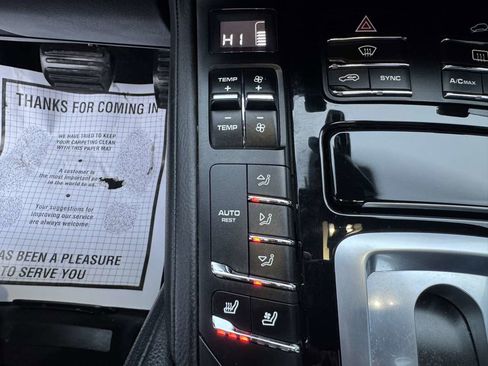 THANKS FOR COMING IN
WE HAVE TRIED TO KEEP
YOUR CARPETING CLEAN
WITH THIS PAPER MAT
A customer is
the most important
in the world to us.
Your suggestions for
improving our service
are always welcome.
HAS BEEN A PLEASURE
TO SERVE YOU
HI
TEMP
+
+
−
−
TEMP
AUTO
REST
SYNC
A/C MAX